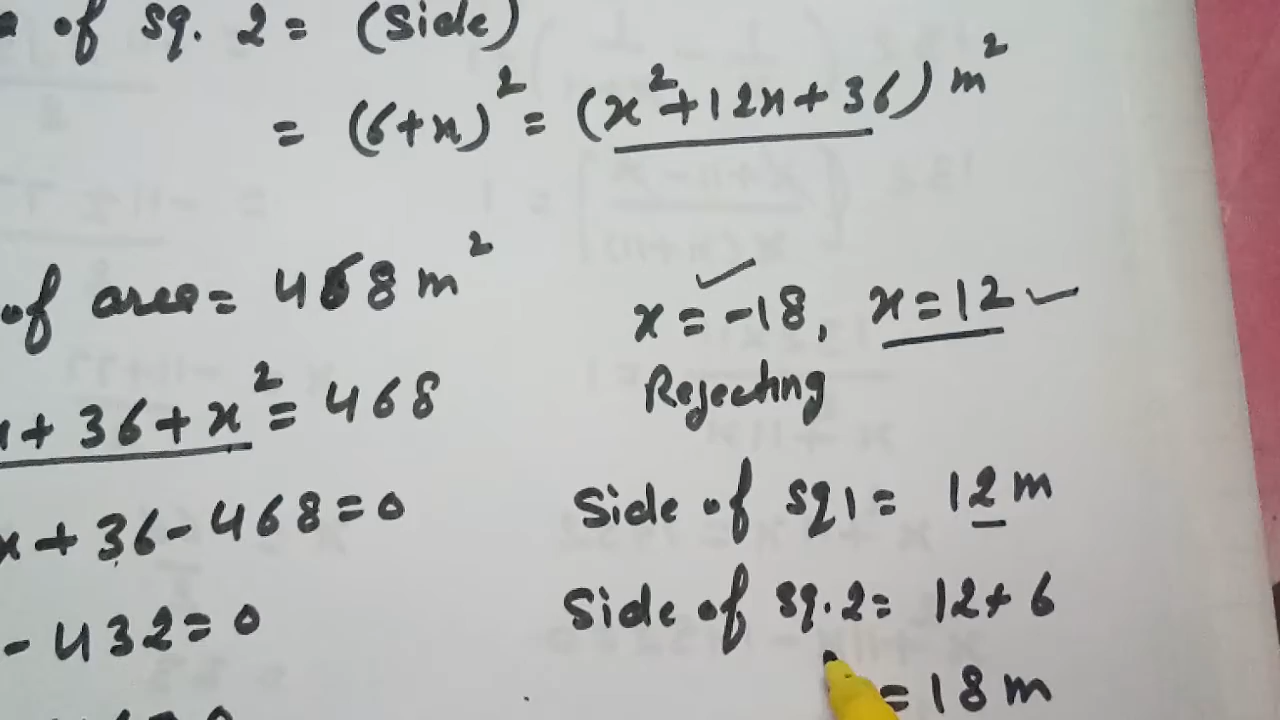 of sq. 2 = (Side)
= (6+x)² = (x²+12x+36) m²
of area = 468 m²
+ 36 + x² = 468
x + 36 - 468 = 0
- 432 = 0
x = -18, x = 12 ✓
Rejecting
Side of sq1 = 12 m
Side of sq. 2 = 12 + 6
= 18 m